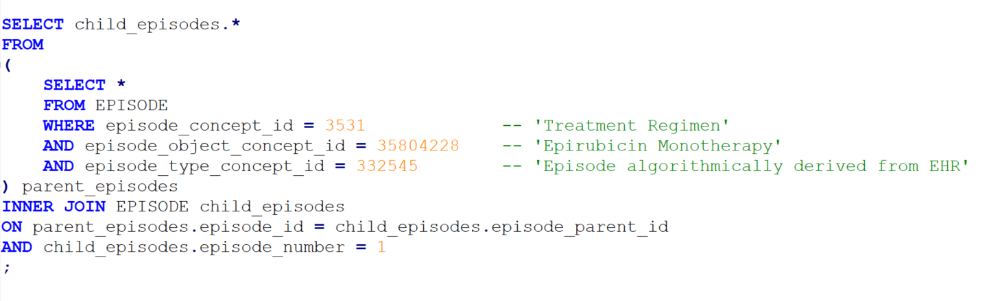 SELECT child_episodes.*
FROM
(
SELECT *
FROM EPISODE
WHERE episode_concept_id = 3531 -- 'Treatment Regimen'
AND episode_object_concept_id = 35804228 -- 'Epirubicin Monotherapy'
AND episode_type_concept_id = 332545 -- 'Episode algorithmically derived from EHR'
) parent_episodes
INNER JOIN EPISODE child_episodes
ON parent_episodes.episode_id = child_episodes.episode_parent_id
AND child_episodes.episode_number = 1
;